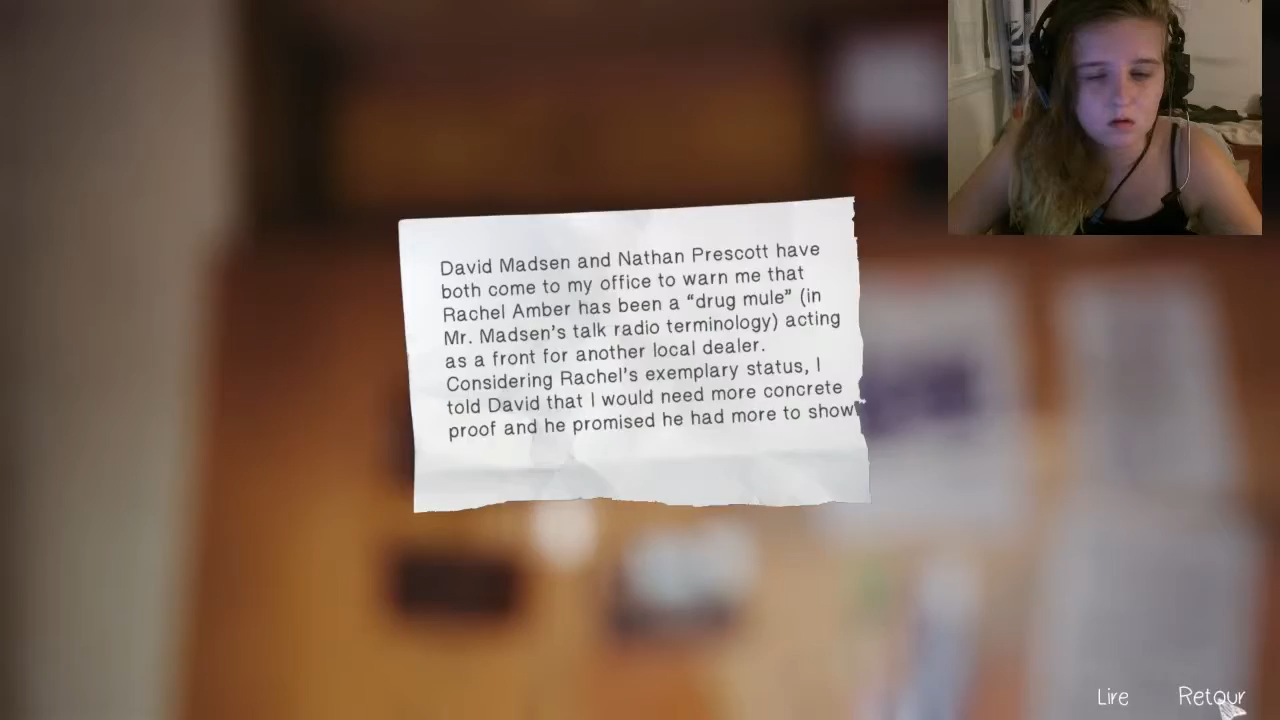 David Madsen and Nathan Prescott have
both come to my office to warn me that
Rachel Amber has been a “drug mule” (in
Mr. Madsen’s talk radio terminology) acting
as a front for another local dealer.
Considering Rachel’s exemplary status, I
told David that I would need more concrete
proof and he promised he had more to show
Lire
Retour